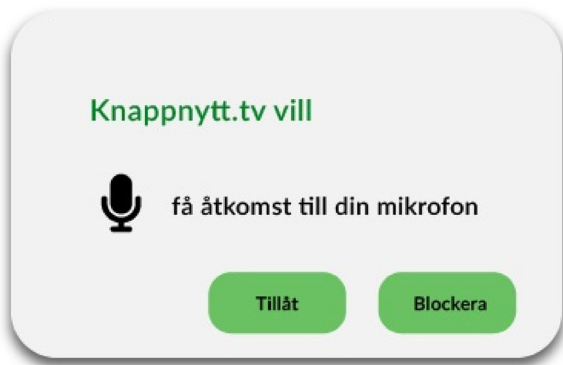 Knappnytt.tv vill
få åtkomst till din mikrofon
Tillåt
Blockera